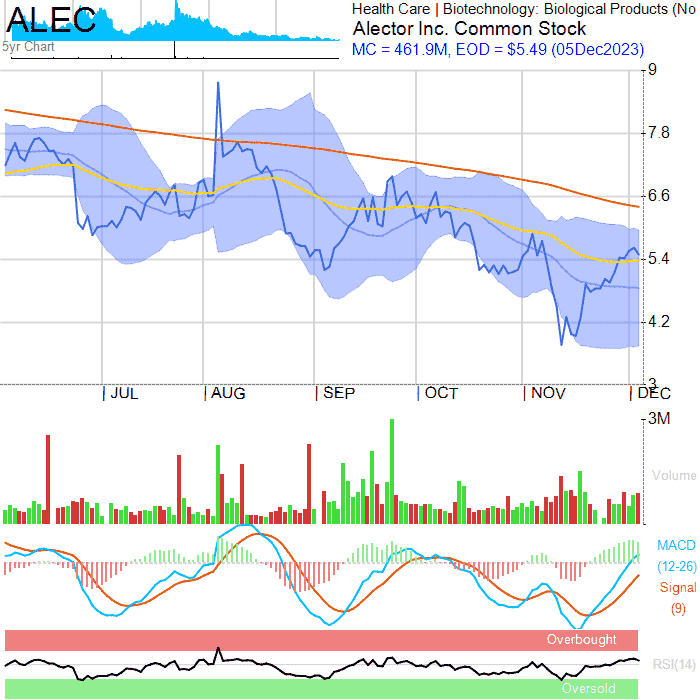 ALEC
5yr Chart
Health Care | Biotechnology: Biological Products (No
Alector Inc. Common Stock
MC = 461.9M, EOD = $5.49 (05Dec2023)
9
7.8
6.6
5.4
4.2
3
JUL AUG SEP OCT NOV DEC
3M
Volume
MACD
(12-26)
Signal
(9)
Overbought
RSI(14)
Oversold